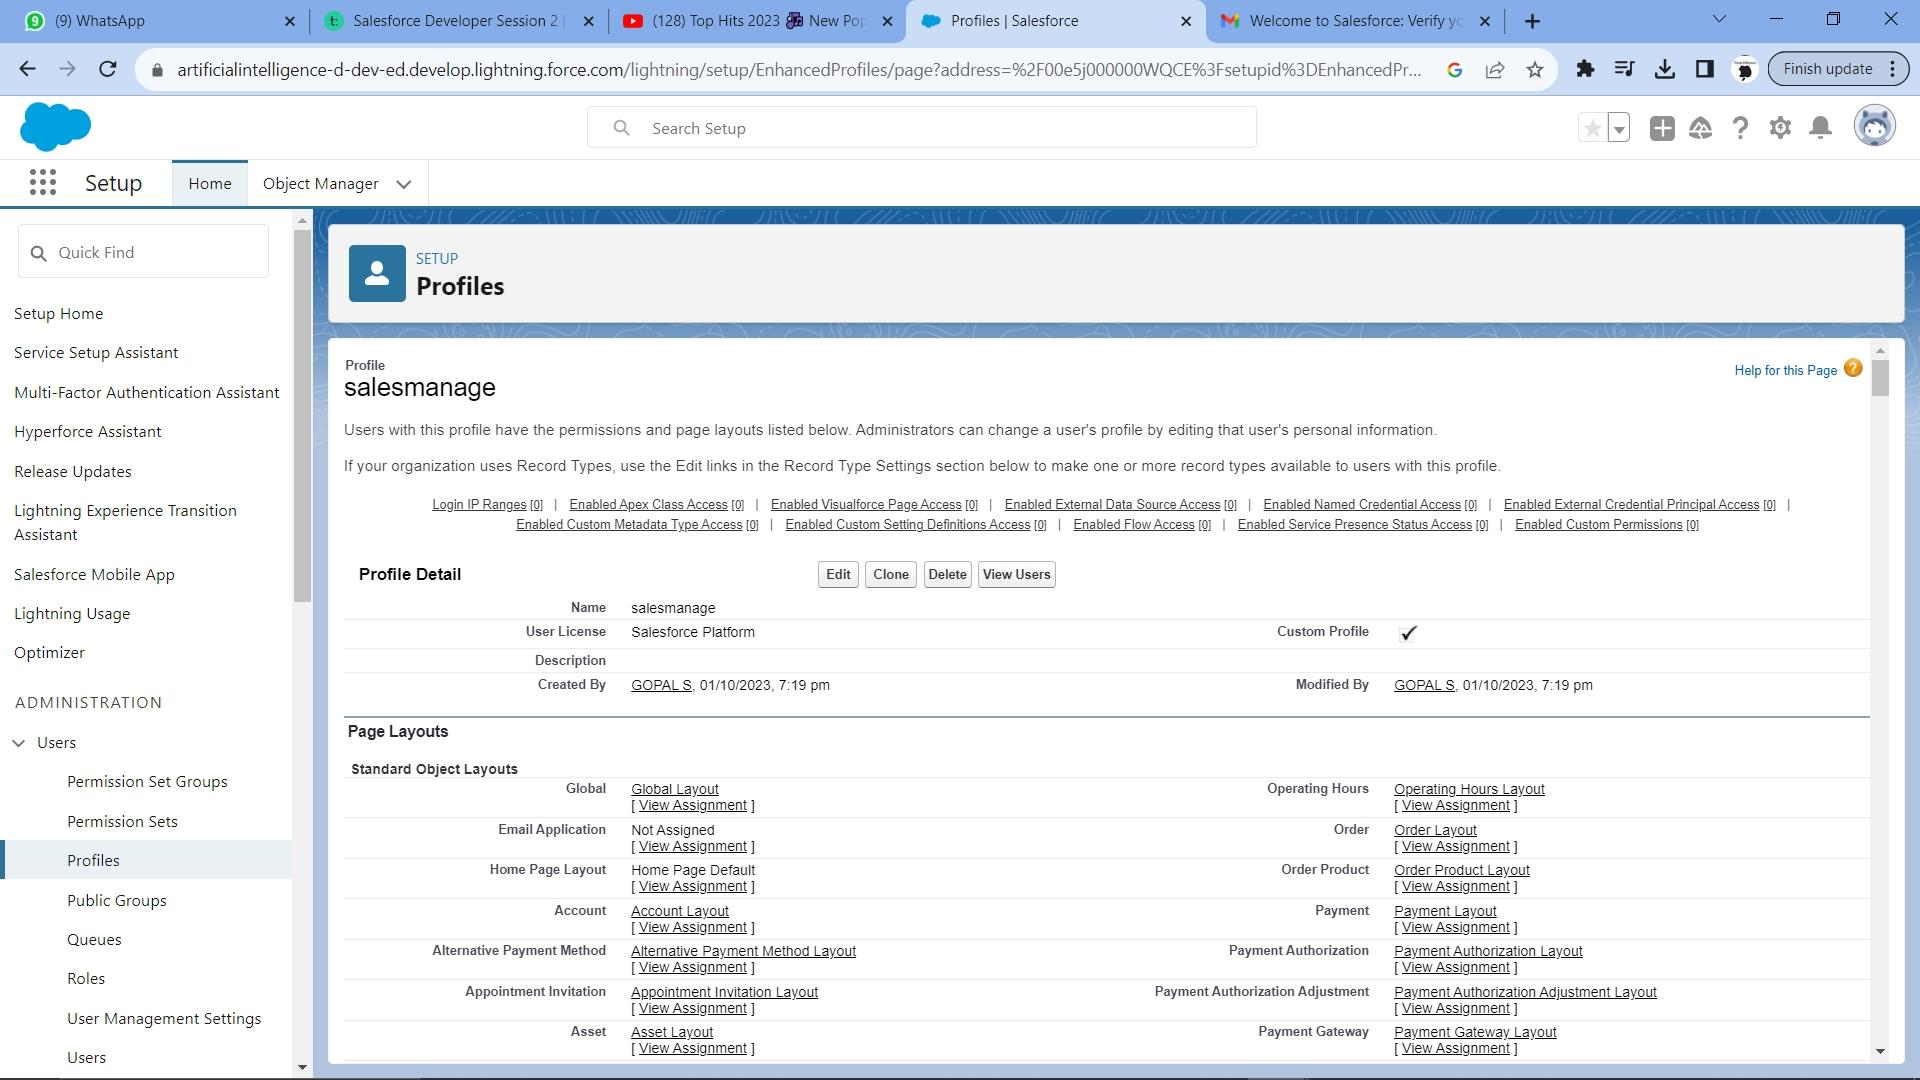 (9) WhatsApp
Salesforce Developer Session 2 |
(128) Top Hits 2023 🎶 New Pop
Profiles | Salesforce
Welcome to Salesforce: Verify yo
artificialintelligence-d-dev-ed.develop.lightning.force.com/lightning/setup/EnhancedProfiles/page?address=%2F00e5j000000WQCE%3Fsetupid%3DEnhancedPr...
Finish update
Search Setup
Setup
Home
Object Manager
Quick Find
Setup Home
Service Setup Assistant
Multi-Factor Authentication Assistant
Hyperforce Assistant
Release Updates
Lightning Experience Transition
Assistant
Salesforce Mobile App
Lightning Usage
Optimizer
ADMINISTRATION
Users
Permission Set Groups
Permission Sets
Profiles
Public Groups
Queues
Roles
User Management Settings
Users
SETUP
Profiles
Profile
salesmanage
Help for this Page
Users with this profile have the permissions and page layouts listed below. Administrators can change a user's profile by editing that user's personal information.
If your organization uses Record Types, use the Edit links in the Record Type Settings section below to make one or more record types available to users with this profile.
Login IP Ranges [0] | Enabled Apex Class Access [0] | Enabled Visualforce Page Access [0] | Enabled External Data Source Access [0] | Enabled Named Credential Access [0] | Enabled External Credential Principal Access [0] |
Enabled Custom Metadata Type Access [0] | Enabled Custom Setting Definitions Access [0] | Enabled Flow Access [0] | Enabled Service Presence Status Access [0] | Enabled Custom Permissions [0]
Profile Detail
Edit Clone Delete View Users
Name salesmanage
User License Salesforce Platform Custom Profile ✓
Description
Created By GOPAL S, 01/10/2023, 7:19 pm Modified By GOPAL S, 01/10/2023, 7:19 pm
Page Layouts
Standard Object Layouts
Global Global Layout Operating Hours Operating Hours Layout
[ View Assignment ] [ View Assignment ]
Email Application Not Assigned Order Order Layout
[ View Assignment ] [ View Assignment ]
Home Page Layout Home Page Default Order Product Order Product Layout
[ View Assignment ] [ View Assignment ]
Account Account Layout Payment Payment Layout
[ View Assignment ] [ View Assignment ]
Alternative Payment Method Alternative Payment Method Layout Payment Authorization Payment Authorization Layout
[ View Assignment ] [ View Assignment ]
Appointment Invitation Appointment Invitation Layout Payment Authorization Adjustment Payment Authorization Adjustment Layout
[ View Assignment ] [ View Assignment ]
Asset Asset Layout Payment Gateway Payment Gateway Layout
[ View Assignment ] [ View Assignment ]